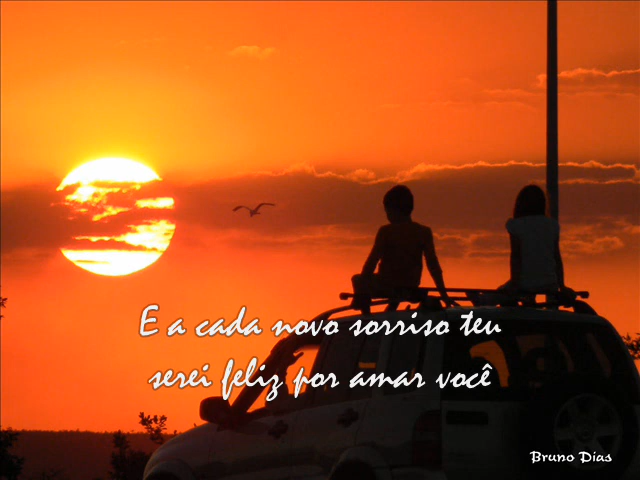 E a cada novo sorriso teu
serei feliz por amar você
Bruno Dias